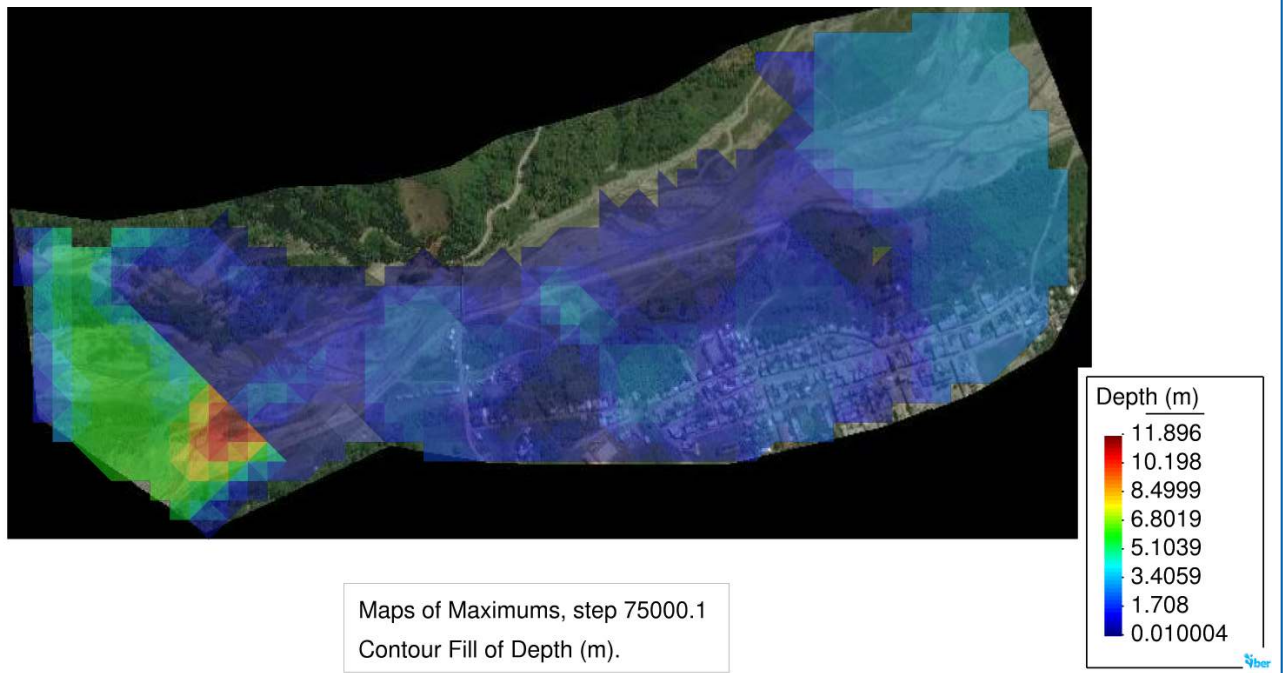 Depth (m)
11.896
10.198
8.4999
6.8019
5.1039
3.4059
1.708
0.010004
iber
Maps of Maximums, step 75000.1
Contour Fill of Depth (m).